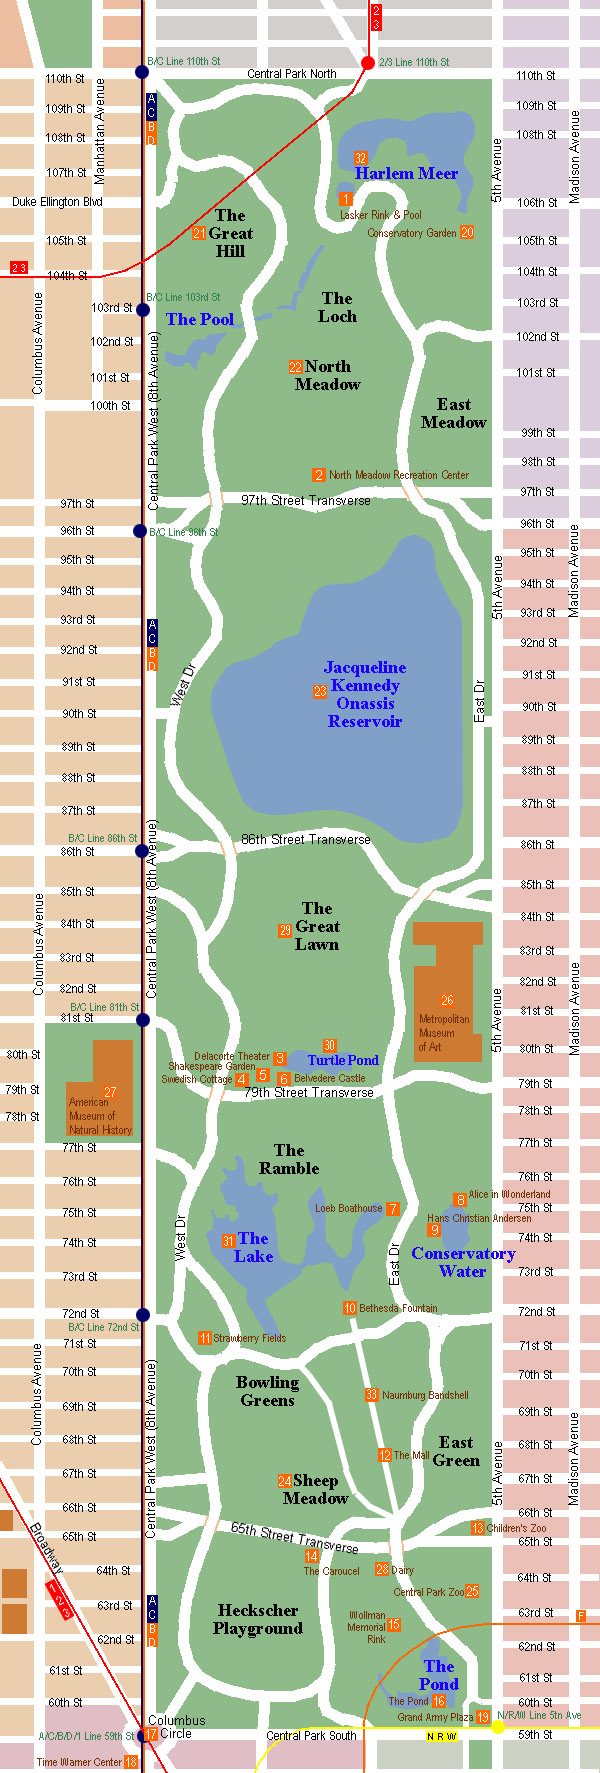 2
3
B/C Line 110th St
2/3 Line 110th St
Central Park North
110th St
110th St
109th St
109th St
Manhattan Avenue
A
C
B
D
108th St
108th St
5th Avenue
Madison Avenue
32
Harlem Meer
107th St
Duke Ellington Blvd
1
106th St
Lasker Rink & Pool
The
Great
Hill
21
Conservatory Garden 20
105th St
105th St
2 3
104th St
104th St
B/C Line 103rd St
103rd St
103rd St
The
Loch
The Pool
Columbus Avenue
102nd St
102nd St
Central Park West (8th Avenue)
22 North
Meadow
101st St
101st St
100th St
East
Meadow
99th St
98th St
2 North Meadow Recreation Center
97th St
97th St
97th Street Transverse
96th St
96th St
B/C Line 96th St
95th St
95th St
5th Avenue
Madison Avenue
94th St
94th St
93rd St
93rd St
A
C
B
D
92nd St
92nd St
91st St
91st St
West Dr
Jacqueline
Kennedy
23 Onassis
Reservoir
East Dr
90th St
90th St
89th St
89th St
88th St
88th St
87th St
87th St
B/C Line 86th St
86th St
86th St
86th Street Transverse
Central Park West (8th Avenue)
85th St
85th St
Columbus Avenue
84th St
84th St
The
29 Great
Lawn
83rd St
83rd St
82nd St
82nd St
5th Avenue
Madison Avenue
26
Metropolitan
Museum
of Art
B/C Line 81th St
81st St
81st St
80th St
80th St
30
Turtle Pond
Delacorte Theater 3
Shakespeare Garden 5
Swedish Cottage 4
6 Belvedere Castle
79th Street Transverse
79th St
79th St
27
American
Museum of
Natural History
78th St
78th St
77th St
77th St
The
Ramble
76th St
76th St
8 Alice in Wonderland
Loeb Boathouse 7
75th St
75th St
Hans Christian Andersen
9
West Dr
31 The
Lake
East Dr
74th St
74th St
Conservatory
Water
73rd St
73rd St
10 Bethesda Fountain
72nd St
72nd St
B/C Line 72nd St
11 Strawberry Fields
71st St
71st St
Columbus Avenue
Central Park West (8th Avenue)
70th St
70th St
Bowling
Greens
33 Naumburg Bandshell
69th St
69th St
5th Avenue
Madison Avenue
68th St
68th St
12 The Mall
East
Green
67th St
67th St
24 Sheep
Meadow
66th St
66th St
65th Street Transverse
13 Children's Zoo
65th St
65th St
Broadway
14
The Caroucel
28 Dairy
64th St
64th St
Central Park Zoo 25
1 2 3
A
C
B
D
63rd St
63rd St
F
Heckscher
Playground
Wollman
Memorial
Rink
15
62nd St
62nd St
61st St
61st St
The
Pond
The Pond 16
60th St
60th St
Grand Army Plaza 19
N/R/W Line 5th Ave
Columbus
Circle
17
A/C/B/D/1 Line 59th St
Central Park South
N R W
59th St
Time Warner Center 18